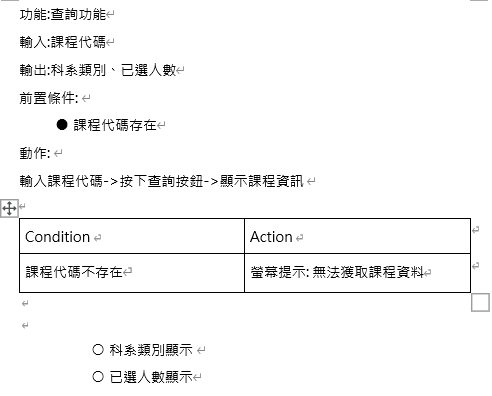 功能:查詢功能
輸入:課程代碼
輸出:科系類別、已選人數
前置條件:
● 課程代碼存在
動作:
輸入課程代碼->按下查詢按鈕->顯示課程資訊
Condition Action
課程代碼不存在 螢幕提示: 無法獲取課程資料
○ 科系類別顯示
○ 已選人數顯示